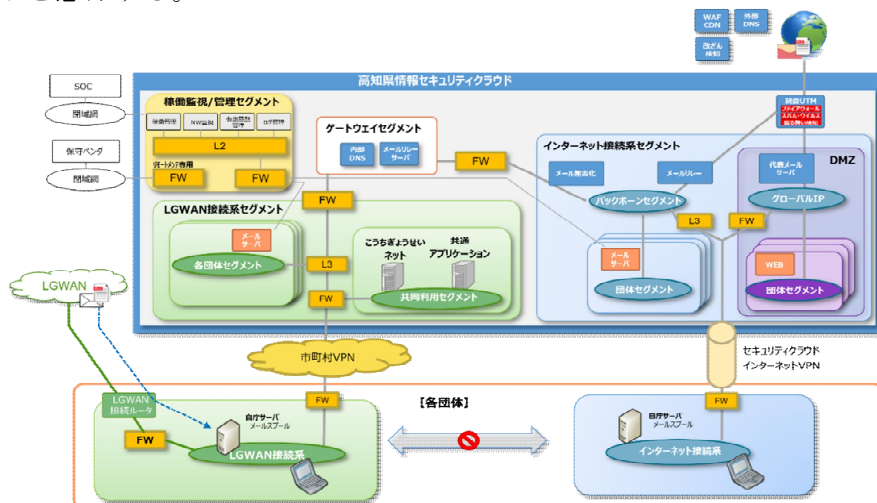 WAF
CDN
外部
DNS
改ざん
検知
高知県情報セキュリティクラウド
SOC
閉域網
保守ベンダ
閉域網
稼働監視/管理セグメント
稼働管理
NW監視
ログ管理
L2
リモートメンテ専用
FW
FW
ゲートウェイセグメント
内部
DNS
メールリレー
サーバ
FW
FW
インターネット接続系セグメント
メール無害化
メールリレー
バックボーンセグメント
L3
FW
統合UTM
ファイアウォール
スパム・ウイルス
振る舞い検知
代表メール
サーバ
DMZ
グローバルIP
WEB
団体セグメント
メール
サーバ
団体セグメント
LGWAN接続系セグメント
メール
サーバ
各団体セグメント
L3
FW
こうちぎょうせい
ネット
共通
アプリケーション
共同利用セグメント
LGWAN
市町村VPN
セキュリティクラウド
インターネットVPN
LGWAN
接続ルータ
FW
FW
自庁サーバ
メールスプール
LGWAN接続系
【各団体】
FW
自庁サーバ
メールスプール
インターネット接続系